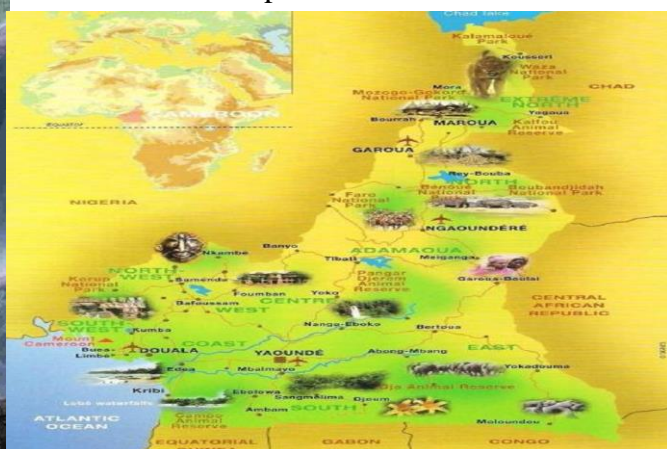 Chad lake
Kalamaloué
Park
Kousseri
Waza
National
Park
CHAD
Mora
Mozogo-Gokoro
National Park
EXTREME
NORTH
Yagoua
Bourrah
MAROUA
Kalfou
Animal
Reserve
Equator
CAMEROON
GAROUA
Rey-Bouba
NORTH
Bénoué
National
Boubandjidah
National Park
Faro
National
Park
NIGERIA
NGAOUNDÉRÉ
Nkambé
Banyo
ADAMAOUA
Tibati
Meiganga
Garoua-Boulai
NORTH-
WEST
Bamenda
Pangar
Djerem
Animal
Reserve
Korup
National
Park
Foumban
Yoko
CENTRE
Bafoussam
WEST
CENTRAL
AFRICAN
REPUBLIC
SOUTH-
WEST
Kumba
Nanga-Eboko
Bertoua
Mount
Cameroon
COAST
Buea
Limbe
DOUALA
YAOUNDÉ
Abong-Mbang
EAST
Edea
Mbalmayo
Yokadouma
Kribi
Ebolowa
Sangmelima
Dja Animal Reserve
Lobé waterfalls
Djoum
Ambam
SOUTH
Campo
Animal
Reserve
Moloundou
ATLANTIC
OCEAN
EQUATORIAL
GABON
CONGO